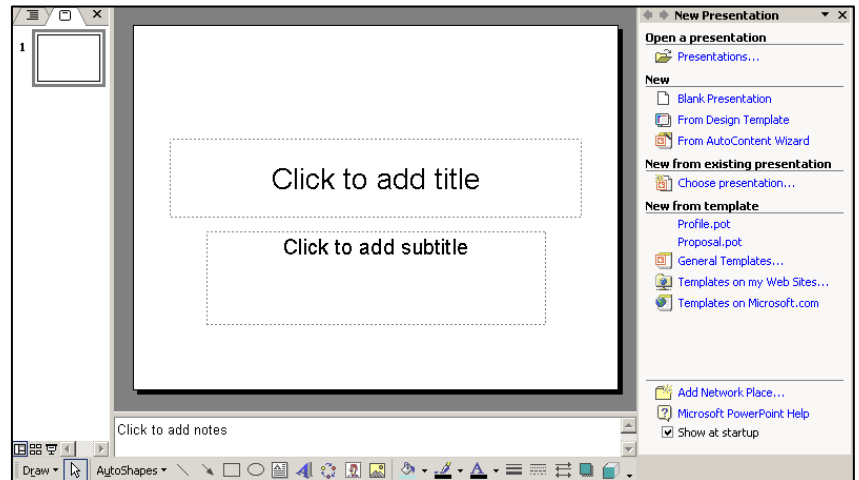 1
Click to add title
Click to add subtitle
Click to add notes
Draw
AutoShapes
New Presentation
Open a presentation
Presentations...
New
Blank Presentation
From Design Template
From AutoContent Wizard
New from existing presentation
Choose presentation...
New from template
Profile.pot
Proposal.pot
General Templates...
Templates on my Web Sites...
Templates on Microsoft.com
Add Network Place...
Microsoft PowerPoint Help
Show at startup